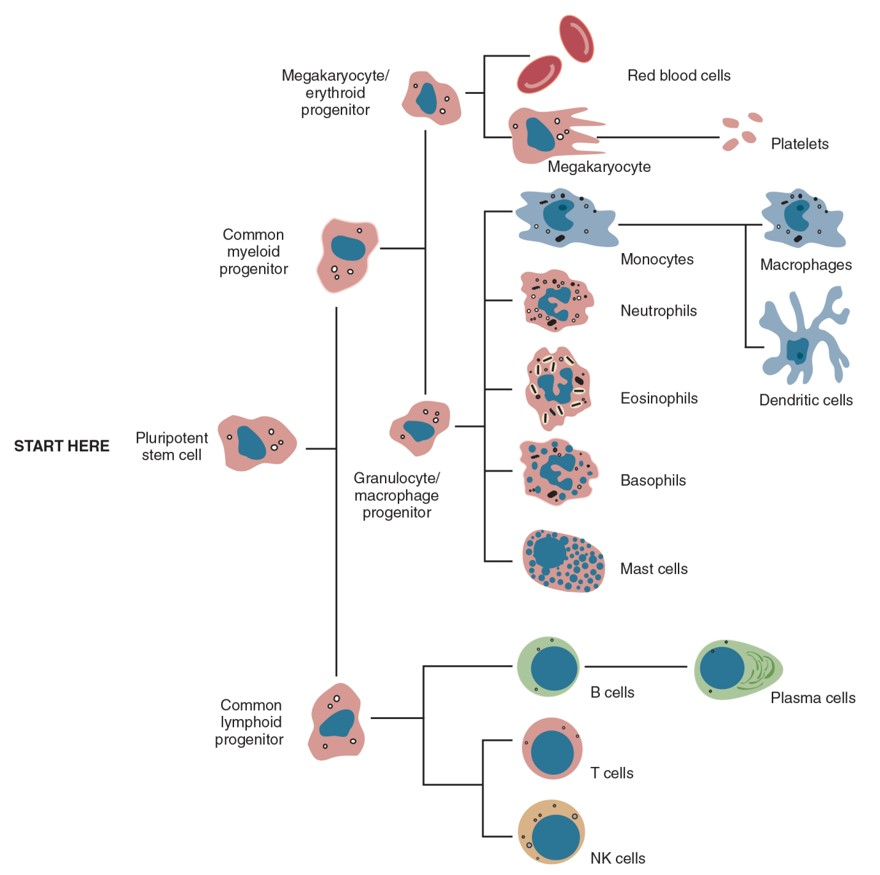 Megakaryocyte/
erythroid
progenitor
Red blood cells
Platelets
Megakaryocyte
Common
myeloid
progenitor
Monocytes
Macrophages
Neutrophils
Eosinophils
Dendritic cells
START HERE
Pluripotent
stem cell
Granulocyte/
macrophage
progenitor
Basophils
Mast cells
Common
lymphoid
progenitor
B cells
Plasma cells
T cells
NK cells